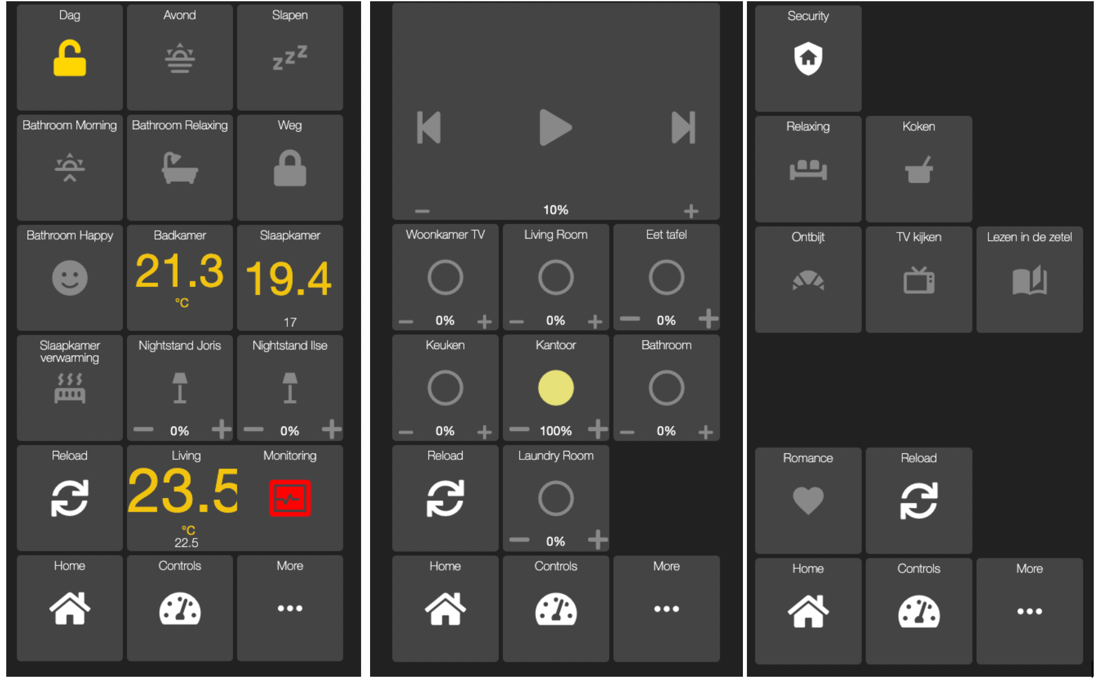 Dag
Avond
Slapen
zzz
Bathroom Morning
Bathroom Relaxing
Weg
Bathroom Happy
Badkamer
Slaapkamer
21.3
°C
19.4
17
Slaapkamer
verwarming
Nightstand Joris
Nightstand Ilse
− 0% +
− 0% +
Reload
Living
Monitoring
23.5
°C
22.5
Home
Controls
More
− 10% +
Woonkamer TV
Living Room
Eet tafel
− 0% +
− 0% +
− 0% +
Keuken
Kantoor
Bathroom
− 0% +
− 100% +
− 0% +
Reload
Laundry Room
− 0% +
Home
Controls
More
Security
Relaxing
Koken
Ontbijt
TV kijken
Lezen in de zetel
Romance
Reload
Home
Controls
More